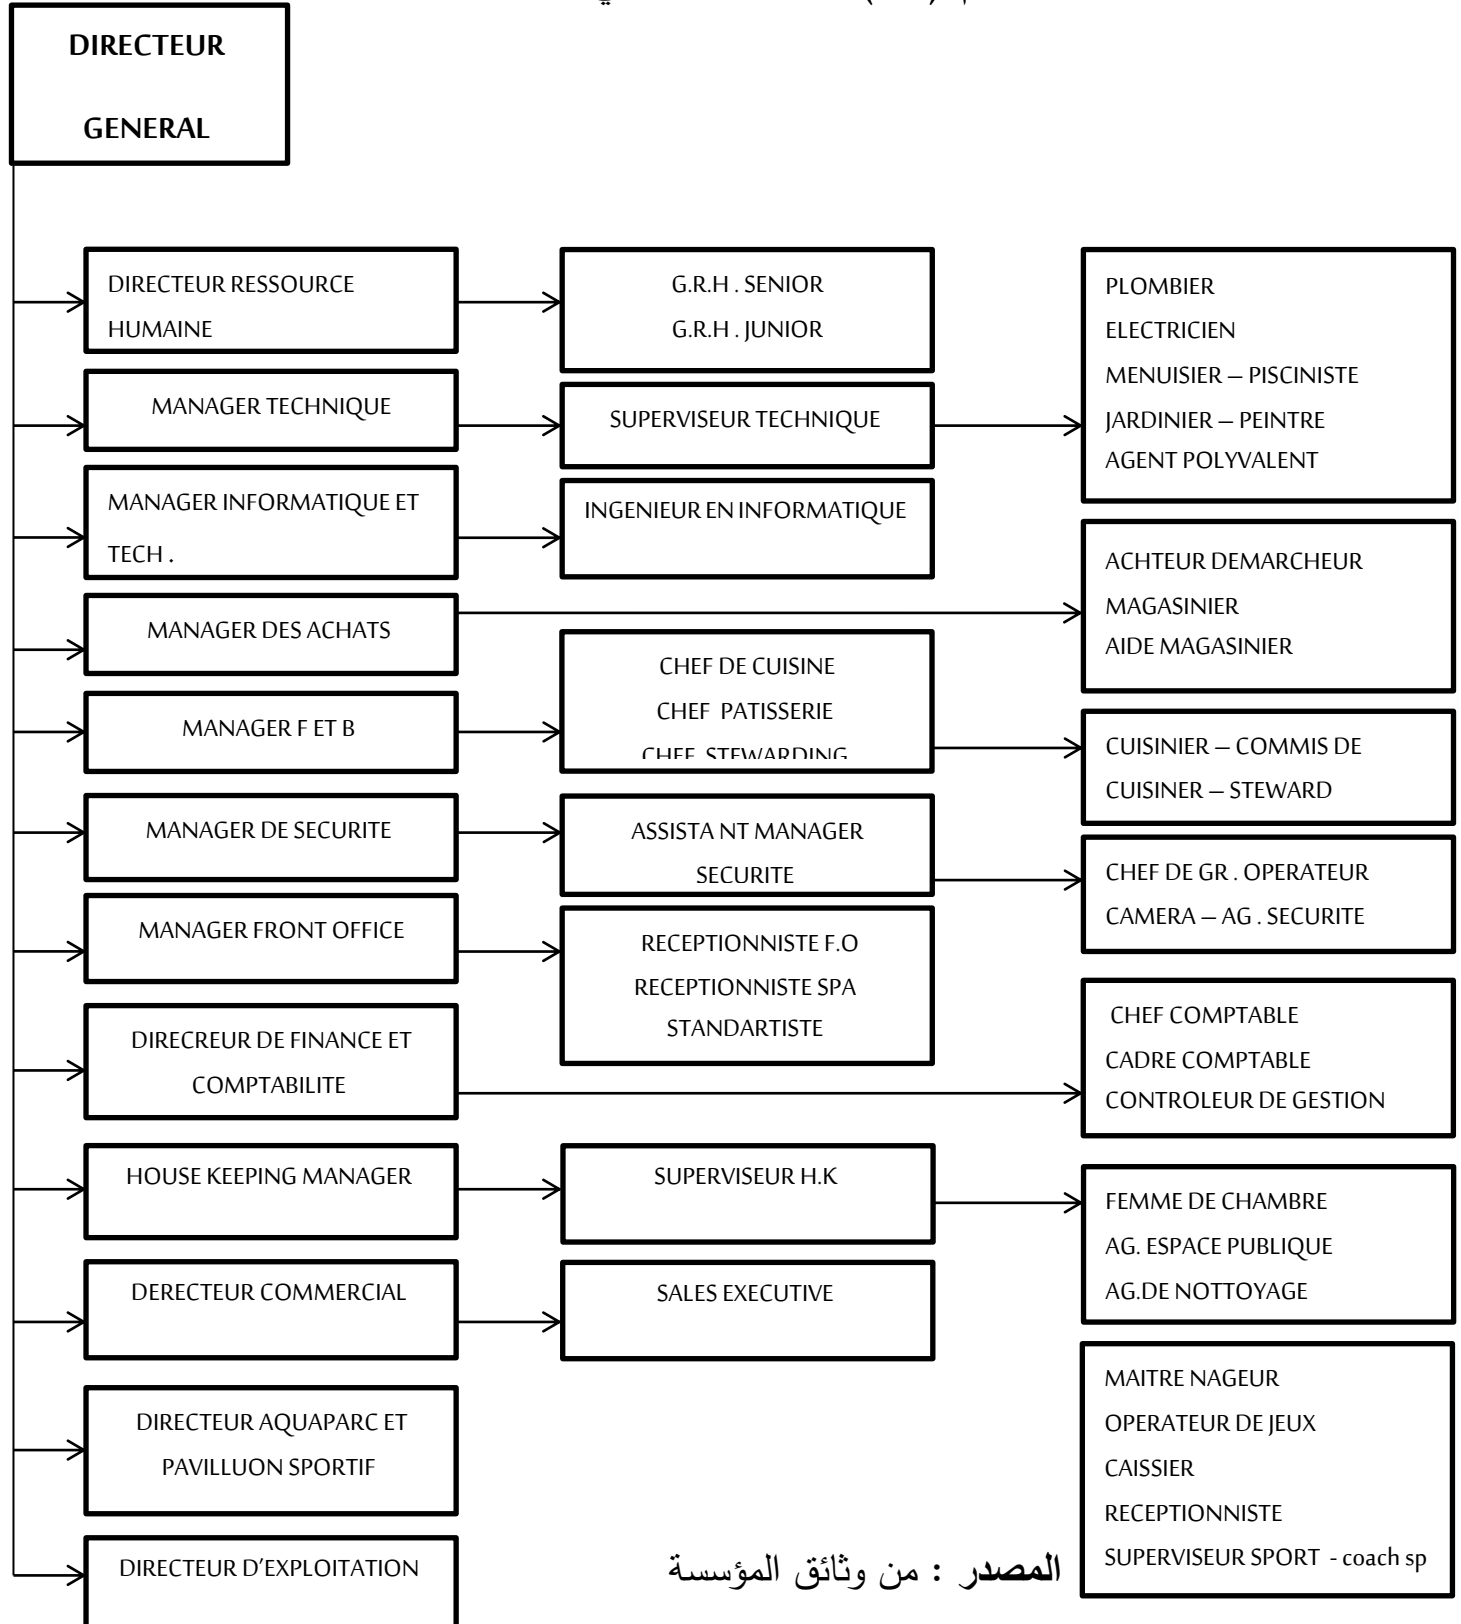 DIRECTEUR
GENERAL
DIRECTEUR RESSOURCE
HUMAINE
G.R.H . SENIOR
G.R.H . JUNIOR
PLOMBIER
ELECTRICIEN
MENUISIER – PISCINISTE
JARDINIER – PEINTRE
AGENT POLYVALENT
MANAGER TECHNIQUE
SUPERVISEUR TECHNIQUE
MANAGER INFORMATIQUE ET
TECH .
INGENIEUR EN INFORMATIQUE
ACHTEUR DEMARCHEUR
MAGASINIER
AIDE MAGASINIER
MANAGER DES ACHATS
CHEF DE CUISINE
CHEF PATISSERIE
CHEF STEWARDING
MANAGER F ET B
CUISINIER – COMMIS DE
CUISINER – STEWARD
MANAGER DE SECURITE
ASSISTA NT MANAGER
SECURITE
CHEF DE GR . OPERATEUR
CAMERA – AG . SECURITE
MANAGER FRONT OFFICE
RECEPTIONNISTE F.O
RECEPTIONNISTE SPA
STANDARTISTE
DIRECREUR DE FINANCE ET
COMPTABILITE
CHEF COMPTABLE
CADRE COMPTABLE
CONTROLEUR DE GESTION
HOUSE KEEPING MANAGER
SUPERVISEUR H.K
FEMME DE CHAMBRE
AG. ESPACE PUBLIQUE
AG.DE NOTTOYAGE
DERECTEUR COMMERCIAL
SALES EXECUTIVE
MAITRE NAGEUR
OPERATEUR DE JEUX
CAISSIER
RECEPTIONNISTE
SUPERVISEUR SPORT - coach sp
DIRECTEUR AQUAPARC ET
PAVILLUON SPORTIF
DIRECTEUR D’EXPLOITATION
المصدر : من وثائق المؤسسة